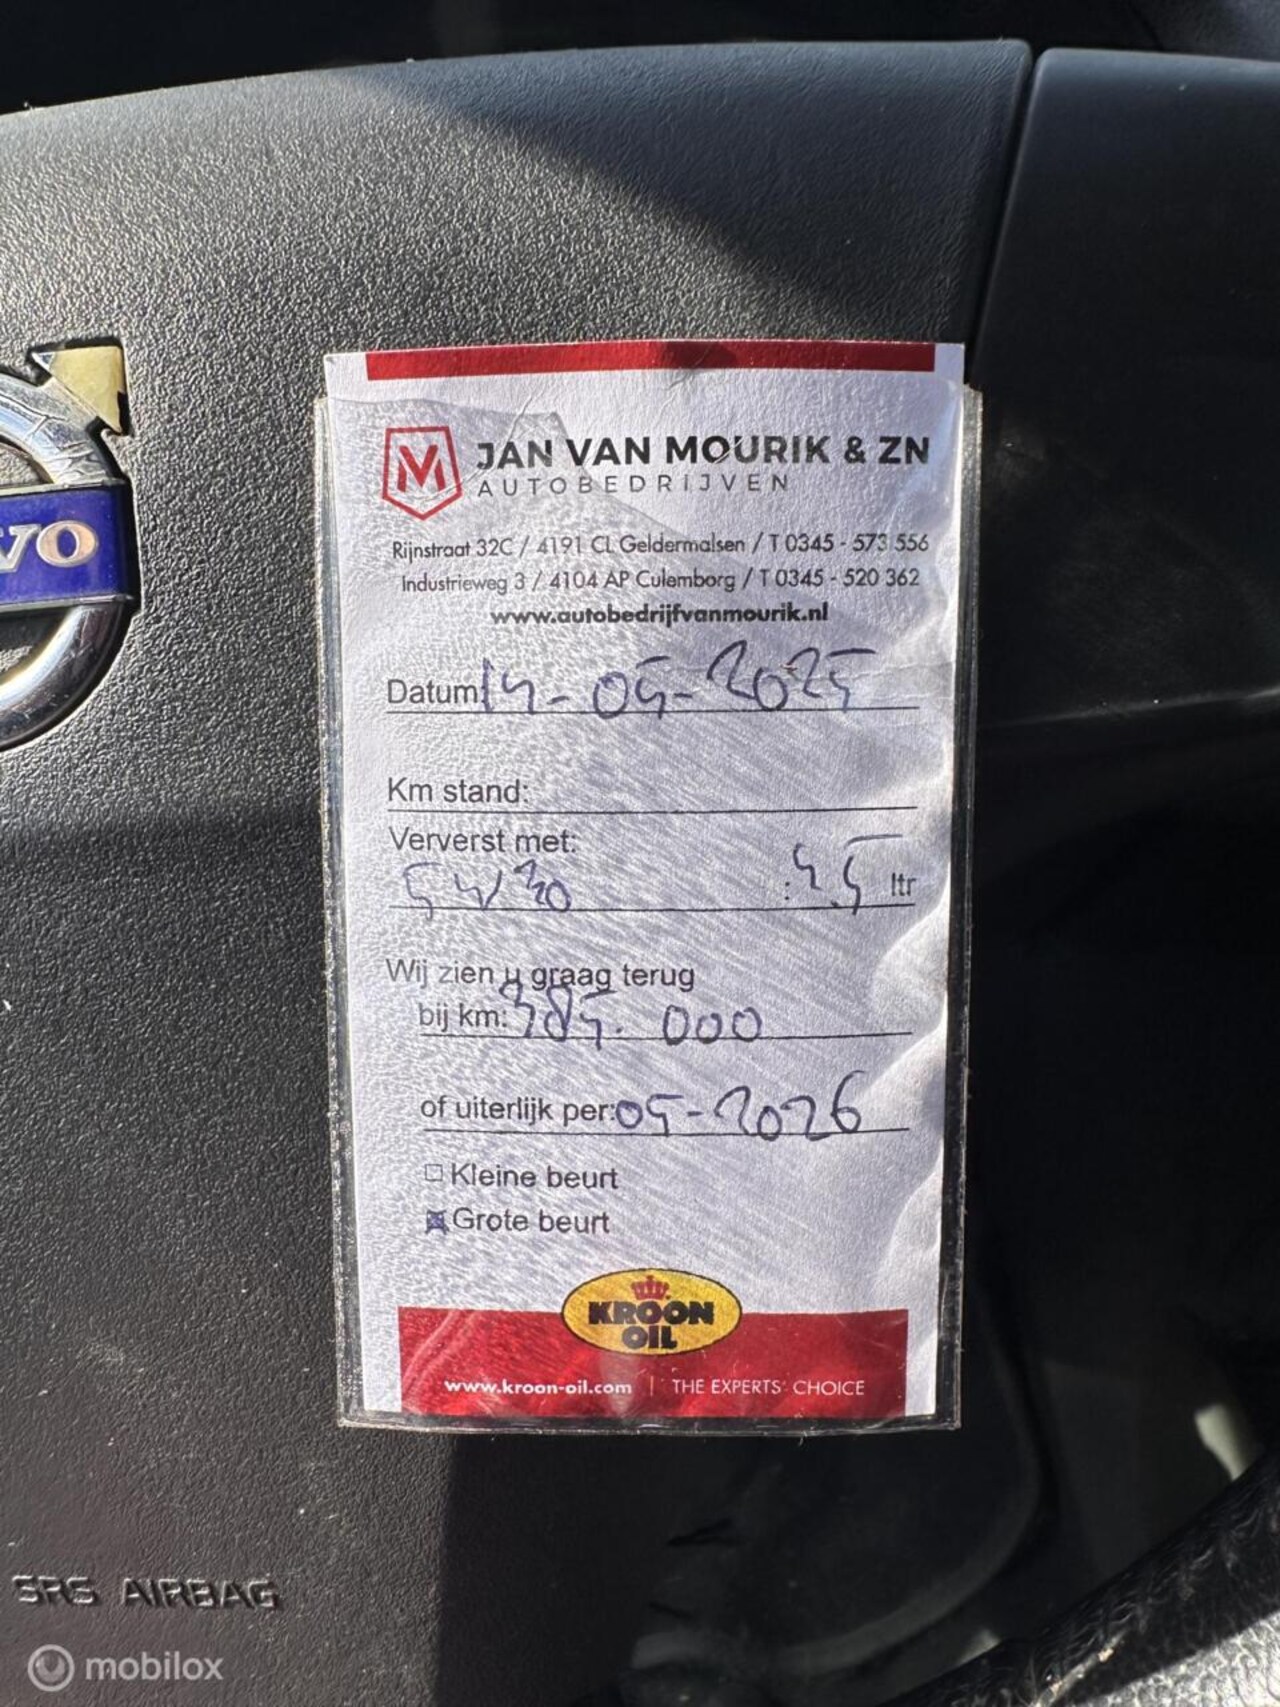 VO
JAN VAN MOURIK & ZN
AUTOBEDRIJVEN
Rijnstraat 32C / 4191 CL Geldermalsen / T 0345 - 573 556
Industrieweg 3 / 4104 AP Culemborg / T 0345 - 520 362
www.autobedrijfvanmourik.nl
Datum: 14-05-2025
Km stand:
Ververst met:
5W30 : 4.5 ltr
Wij zien u graag terug
bij km: 385.000
of uiterlijk per: 05-2026
Kleine beurt
Grote beurt
KROON
OIL
www.kroon-oil.com | THE EXPERTS' CHOICE
SRS AIRBAG
mobilox